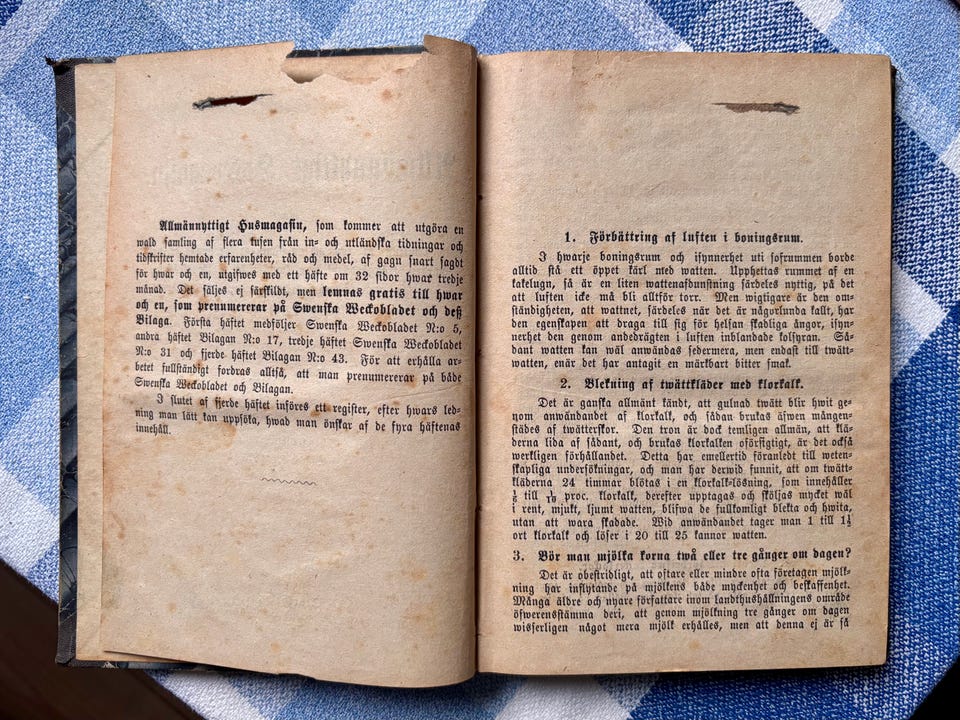 Allmännyttigt Husmagasin, som kommer att utgöra en
wald samling af flera tusen från in- och utländska tidningar och
tidskrifter hemtade erfarenheter, råd och medel, af gagn snart sagdt
för hwar och en, utgifwes med ett häfte om 32 sidor hwar tredje
månad. Det säljes ej särskildt, men lemnas gratis till hwar
och en, som prenumererar på Swenska Weckobladet och dess
Bilaga. Första häftet medföljer Swenska Weckobladet N:o 5,
andra häftet Bilagan N:o 17, tredje häftet Swenska Weckobladet
N:o 31 och fjerde häftet Bilagan N:o 43. För att erhålla ar-
betet fullständigt fordras alltså, att man prenumererar på både
Swenska Weckobladet och Bilagan.
I slutet af fjerde häftet införes ett register, efter hwars led-
ning man lätt kan uppsöka, hwad man önskar af de fyra häftenas
innehåll.
1. Förbättring af luften i boningsrum.
I hwarje boningsrum och isynnerhet uti sofrummen borde
alltid stå ett öppet kärl med watten. Upphettas rummet af en
kakelugn, så är en liten wattenafdunstning särdeles nyttig, på det
att luften icke må bli alltför torr. Men wigtigare är den om-
ständigheten, att wattnet, särdeles när det är någorlunda kallt, har
den egenskapen att draga till sig för helsan skadliga ångor, isyn-
nerhet den genom andedrägten i luften inblandade kolsyran. Så-
dant watten kan wäl användas sedermera, men endast till twätt-
watten, enär det har antagit en märkbart bitter smak.
2. Blekning af twättkläder med klorkalk.
Det är ganska allmänt kändt, att gulnad twätt blir hwit ge-
nom anwändandet af klorkalk, och sådan brukas äfwen mången-
städes af twätterskor. Den tron är dock temligen allmän, att klä-
derna lida af sådant, och brukas klorkalken oförsigtigt, är det också
werkligen förhållandet. Detta har emellertid föranledt till weten-
skapliga undersökningar, och man har derwid funnit, att om twätt-
kläderna 24 timmar blötas i en klorkalk-lösning, som innehåller
⅙ till ⅒ proc. klorkalk, derefter upptagas och sköljas mycket wäl
i rent, mjukt, ljumt watten, blifwa de fullkomligt blekta och hwita,
utan att wara skadade. Wid anwändandet tager man 1 till 1½
ort klorkalk och löser i 20 till 25 kannor watten.
3. Bör man mjölka korna twå eller tre gånger om dagen?
Det är obestridligt, att oftare eller mindre ofta företagen mjölk-
ning har inflytande på mjölkens både myckenhet och beskaffenhet.
Många äldre och nyare författare inom landthushållningens område
öfwerensstämma deri, att genom mjölkning tre gånger om dagen
wisserligen något mera mjölk erhålles, men att denna ej är så